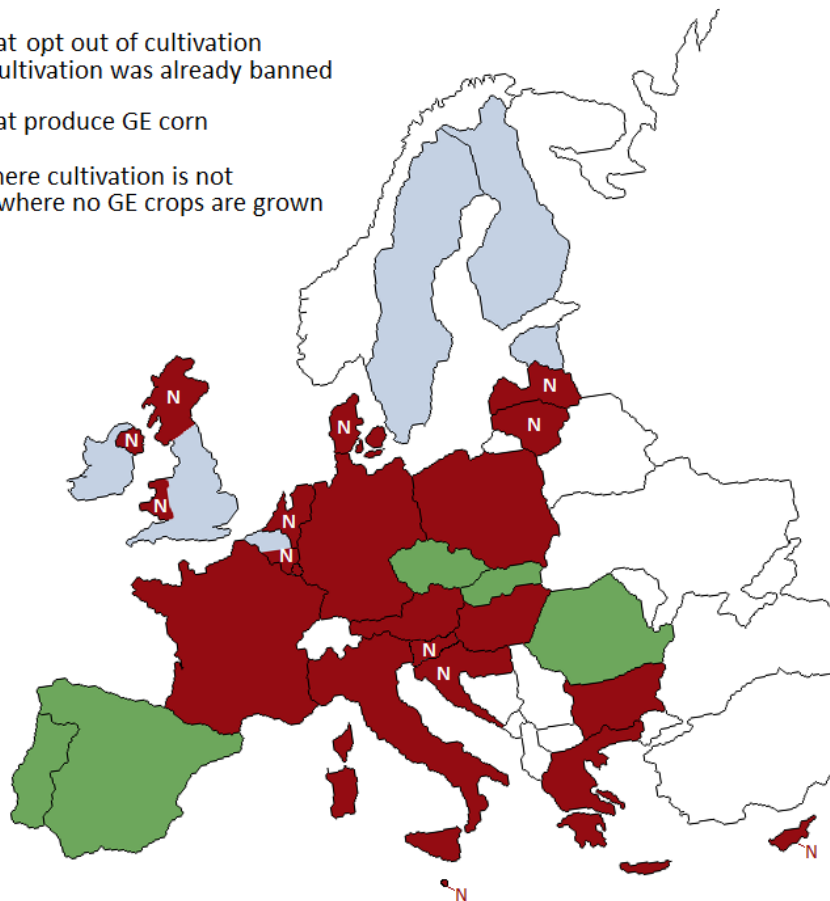 at opt out of cultivation
ultivation was already banned
at produce GE corn
here cultivation is not
where no GE crops are grown
N
N
N
N
N
N
N
N
N
N
N
N